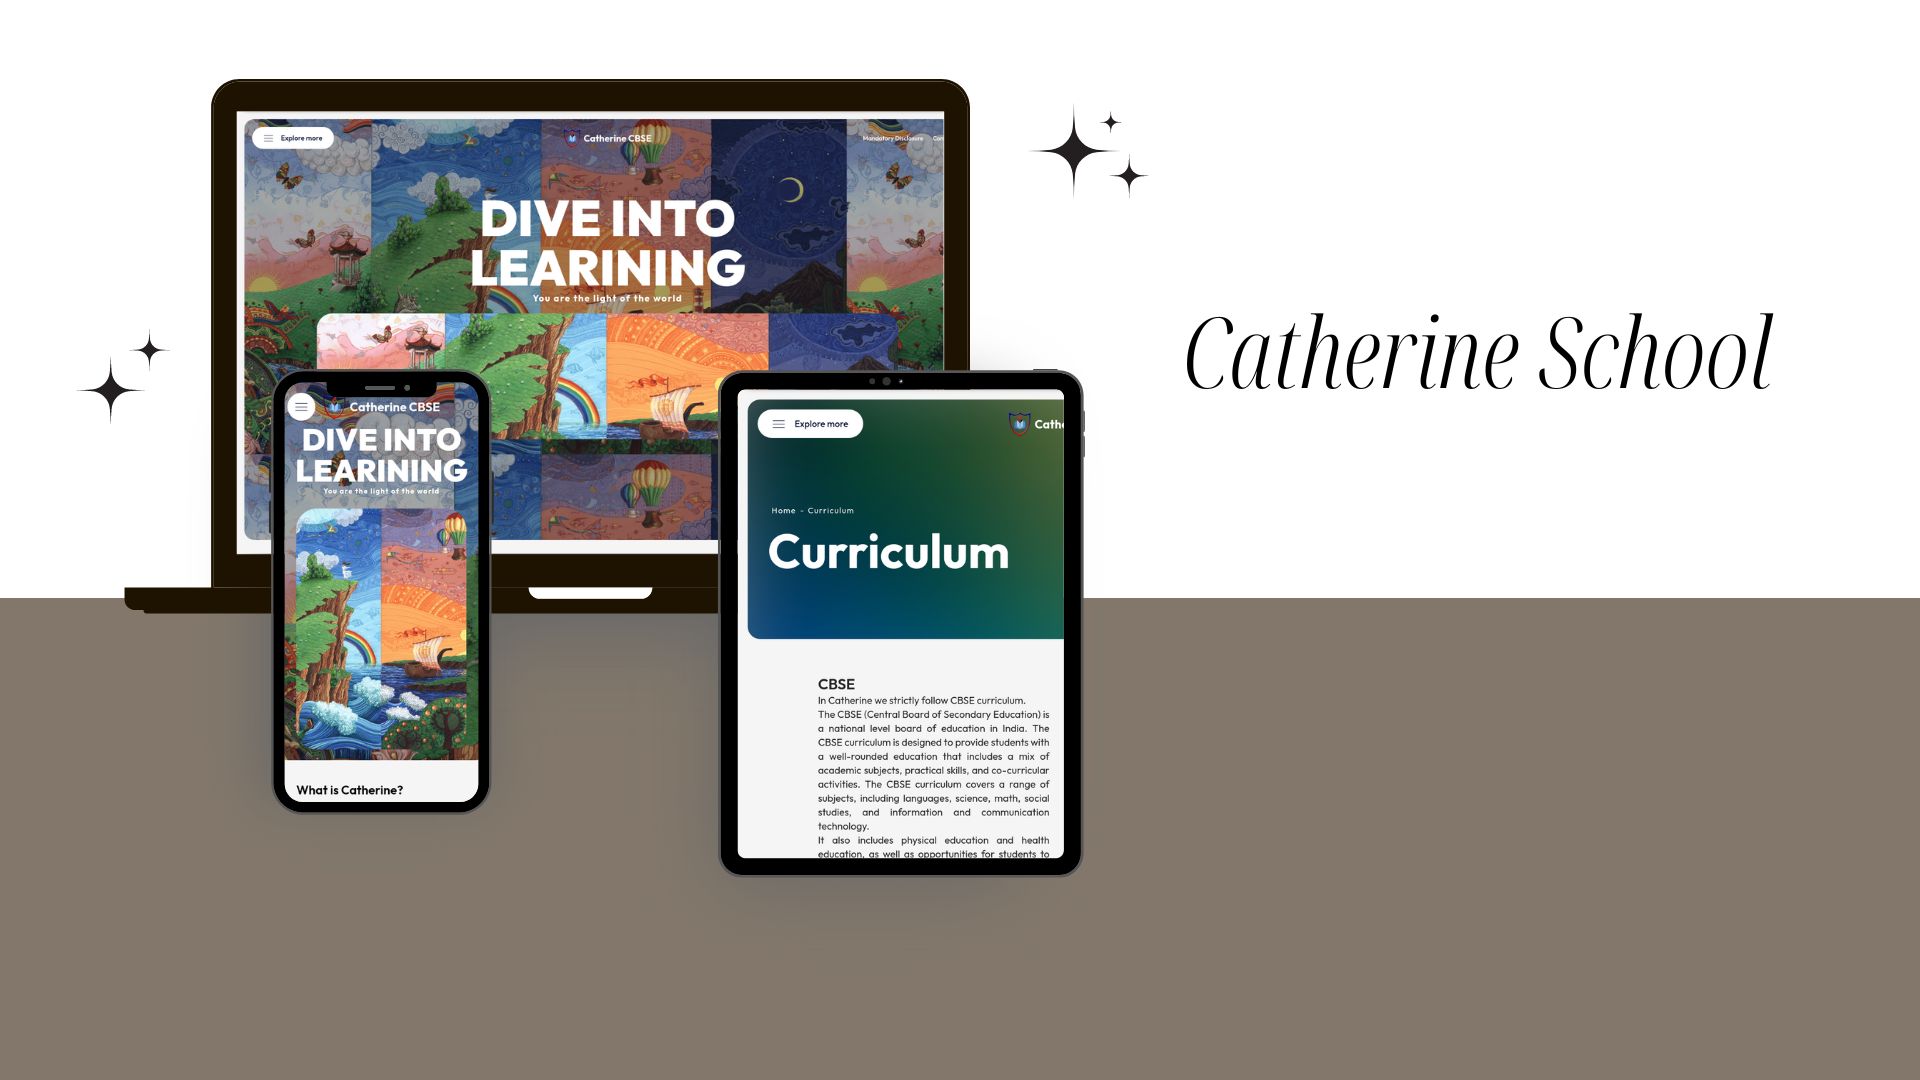 Explore more
Catherine CBSE
Mandatory Disclosure
DIVE INTO
LEARINING
You are the light of the world
Catherine School
Catherine CBSE
DIVE INTO
LEARINING
You are the light of the world
What is Catherine?
Explore more
Home - Curriculum
Curriculum
CBSE
In Catherine we strictly follow CBSE curriculum.
The CBSE (Central Board of Secondary Education) is
a national level board of education in India. The
CBSE curriculum is designed to provide students with
a well-rounded education that includes a mix of
academic subjects, practical skills, and co-curricular
activities. The CBSE curriculum covers a range of
subjects, including languages, science, math, social
studies, and information and communication
technology.
It also includes physical education and health
education, as well as opportunities for students to